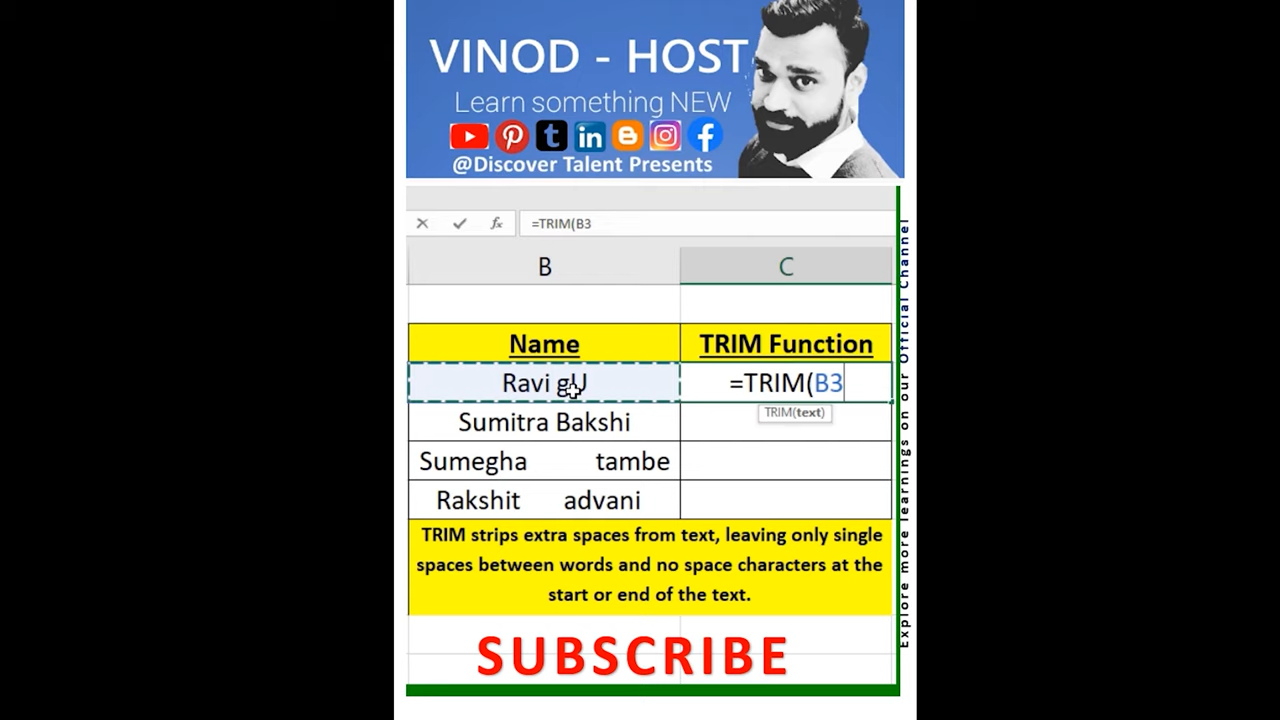 VINOD - HOST
Learn something NEW
@Discover Talent Presents
=TRIM(B3
B C
Name TRIM Function
Ravi gU =TRIM(B3
TRIM(text)
Sumitra Bakshi
Sumegha tambe
Rakshit advani
TRIM strips extra spaces from text, leaving only single
spaces between words and no space characters at the
start or end of the text.
SUBSCRIBE
Explore more learnings on our Official Channel